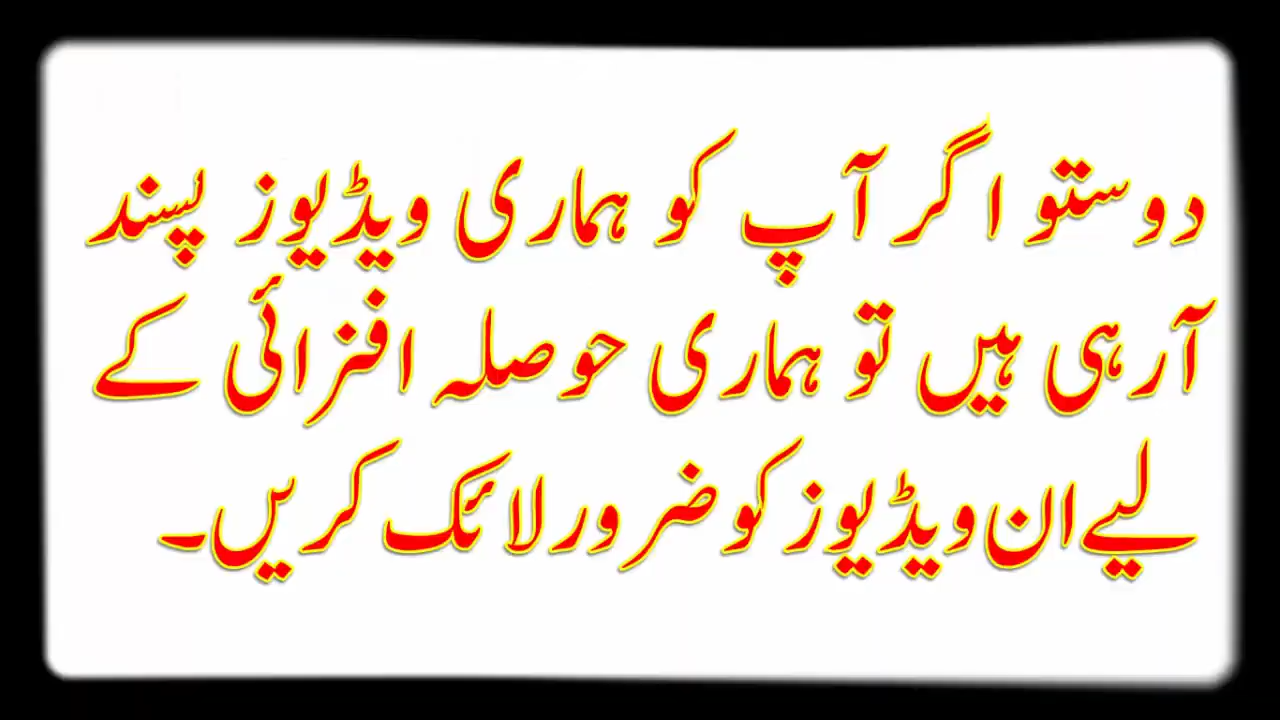 دوستو اگر آپ کو ہماری ویڈیوز پسند
آرہی ہیں تو ہماری حوصلہ افزائی کے
لیے ان ویڈیوز کو ضرور لائک کریں۔